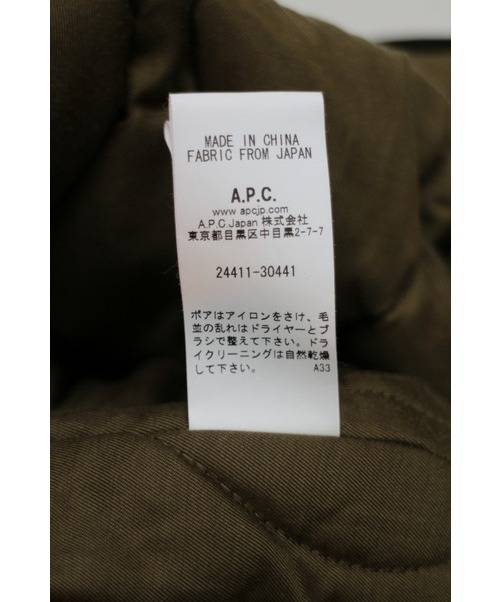 MADE IN CHINA
FABRIC FROM JAPAN
A.P.C.
www.apcjp.com
A.P.C.Japan 株式会社
東京都目黒区中目黒2-7-7
24411-30441
ボアはアイロンをさけ、毛
並の乱れはドライヤーとブ
ラシで整えて下さい。ドラ
イクリーニングは自然乾燥
して下さい。 A33